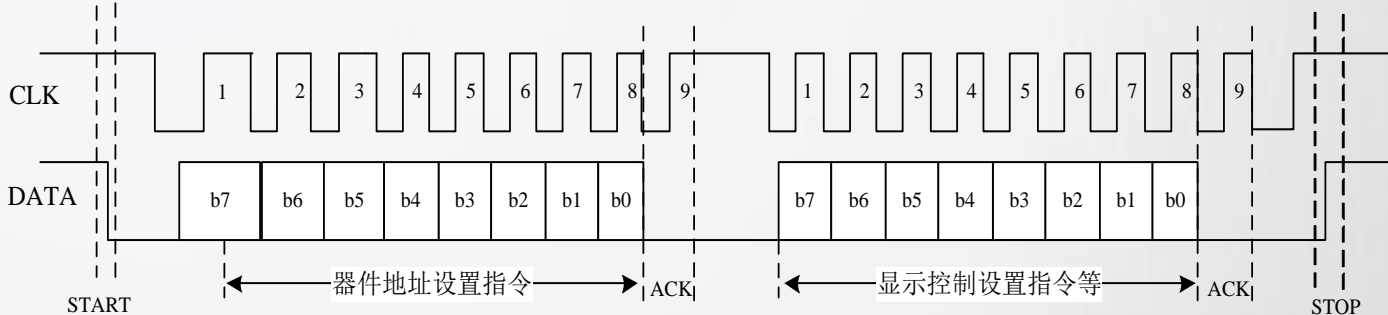 CLK 1 2 3 4 5 6 7 8 9 1 2 3 4 5 6 7 8 9
DATA b7 b6 b5 b4 b3 b2 b1 b0 b7 b6 b5 b4 b3 b2 b1 b0
器件地址设置指令 ACK 显示控制设置指令等 ACK
START STOP